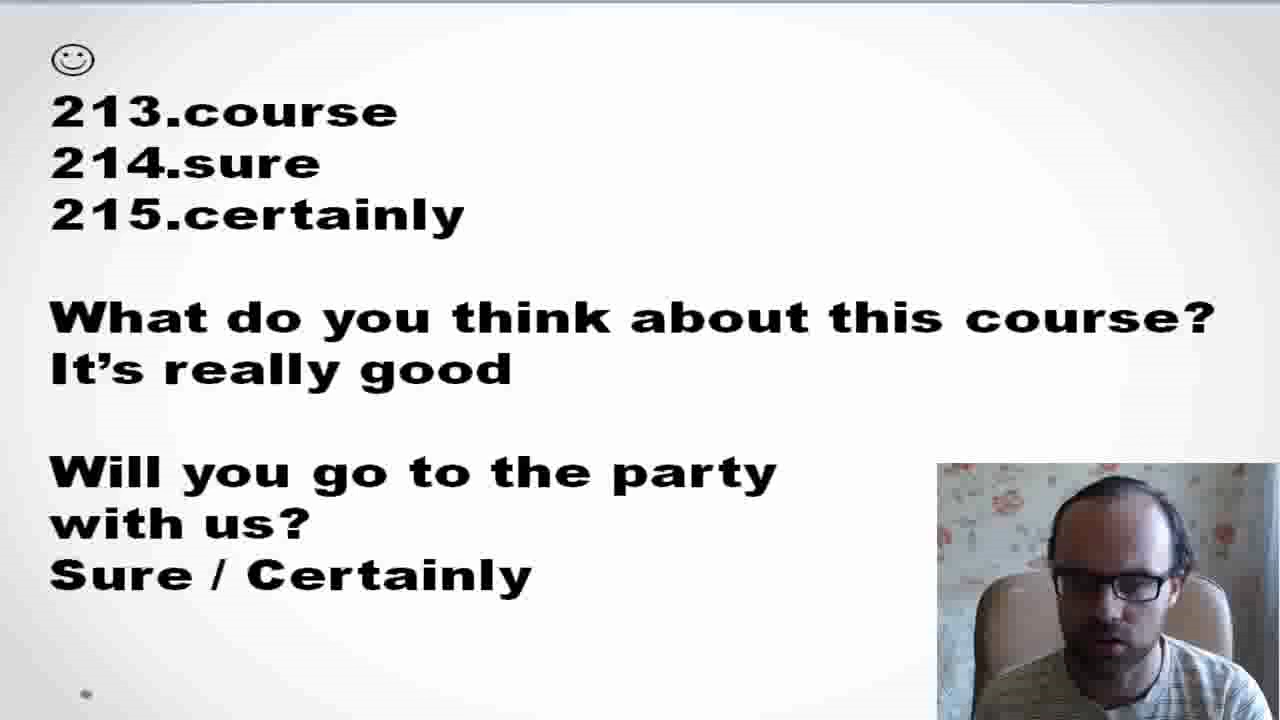 213.course
214.sure
215.certainly
What do you think about this course?
It's really good
Will you go to the party
with us?
Sure / Certainly